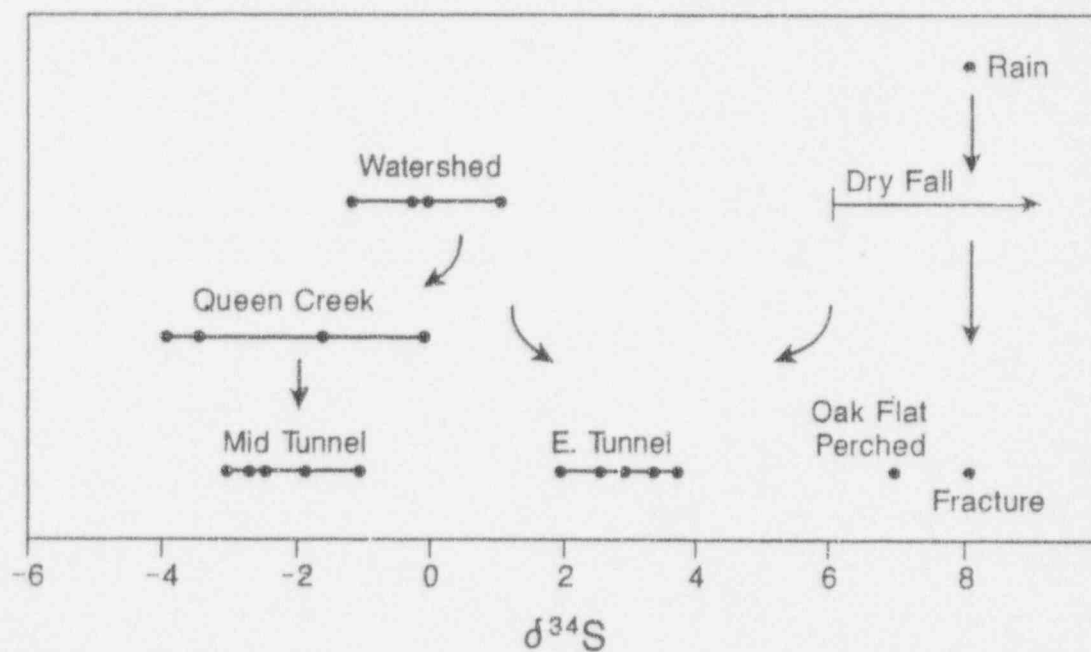 Rain
Watershed
Dry Fall
Queen Creek
Oak Flat
Perched
Mid Tunnel
E. Tunnel
Fracture
-6 -4 -2 0 2 4 6 8
δ³⁴S